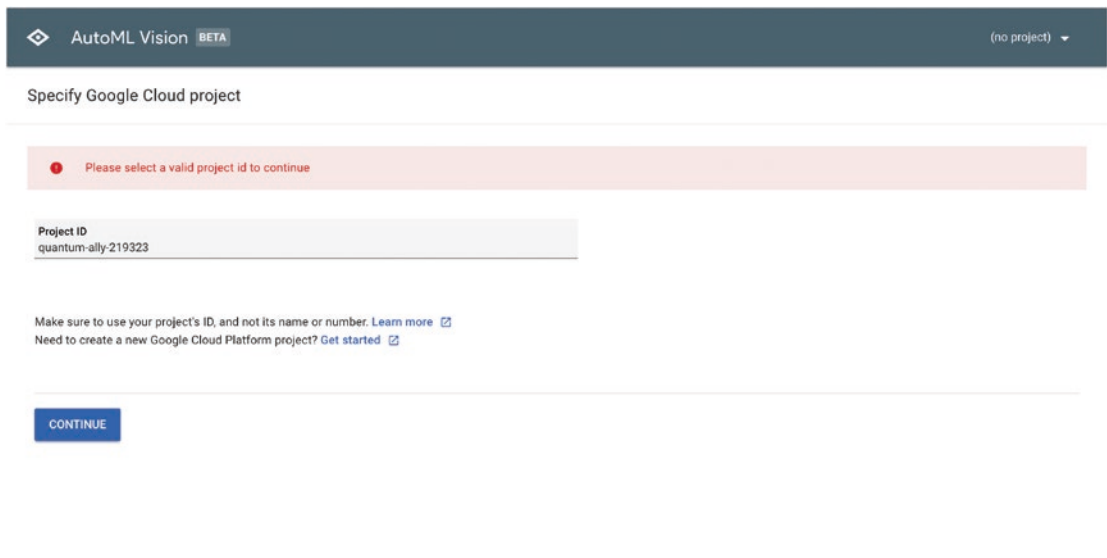 AutoML Vision BETA
(no project)
Specify Google Cloud project
Please select a valid project id to continue
Project ID
quantum-ally-219323
Make sure to use your project's ID, and not its name or number. Learn more
Need to create a new Google Cloud Platform project? Get started
CONTINUE